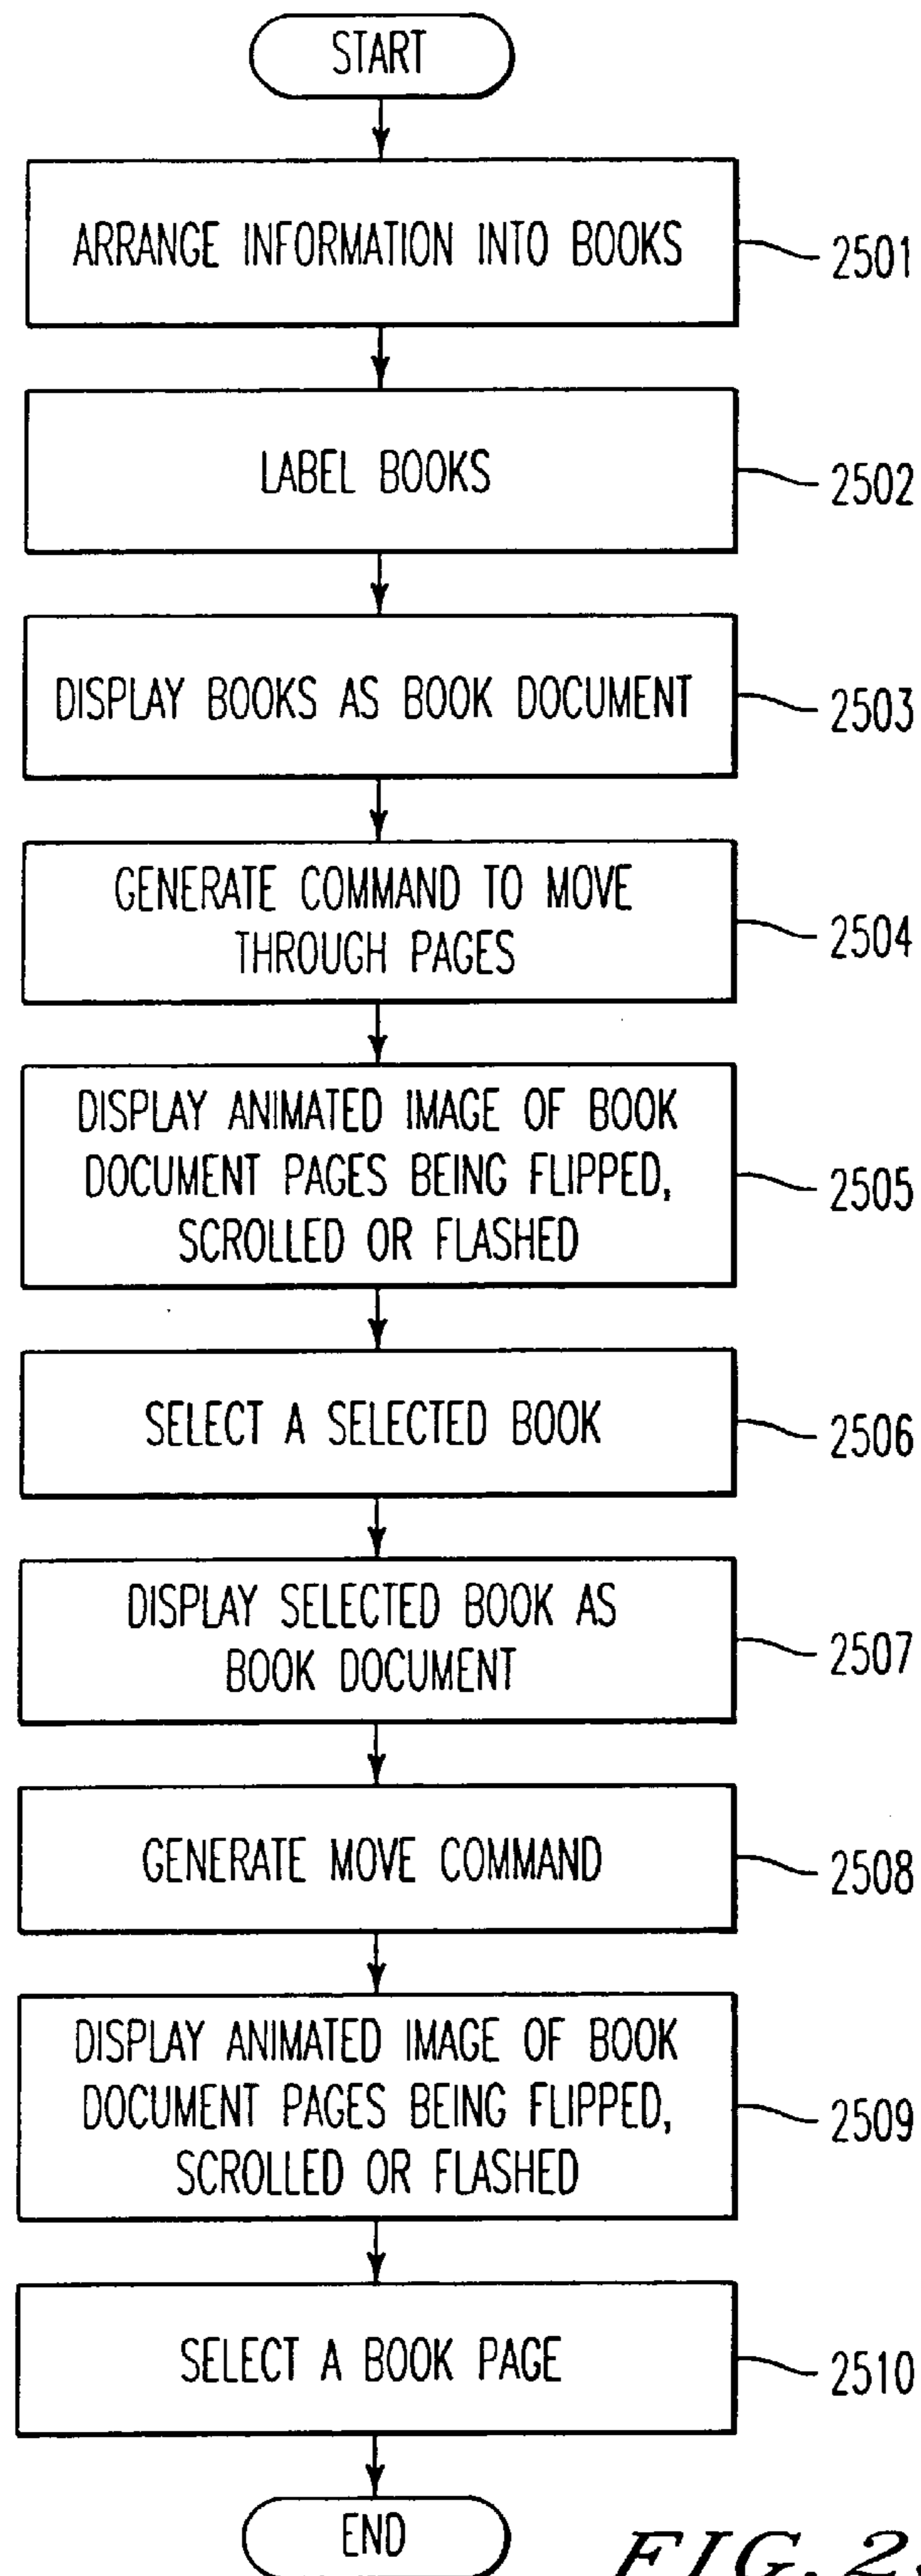 START
ARRANGE INFORMATION INTO BOOKS
2501
LABEL BOOKS
2502
DISPLAY BOOKS AS BOOK DOCUMENT
2503
GENERATE COMMAND TO MOVE
THROUGH PAGES
2504
DISPLAY ANIMATED IMAGE OF BOOK
DOCUMENT PAGES BEING FLIPPED,
SCROLLED OR FLASHED
2505
SELECT A SELECTED BOOK
2506
DISPLAY SELECTED BOOK AS
BOOK DOCUMENT
2507
GENERATE MOVE COMMAND
2508
DISPLAY ANIMATED IMAGE OF BOOK
DOCUMENT PAGES BEING FLIPPED,
SCROLLED OR FLASHED
2509
SELECT A BOOK PAGE
2510
END
FIG.